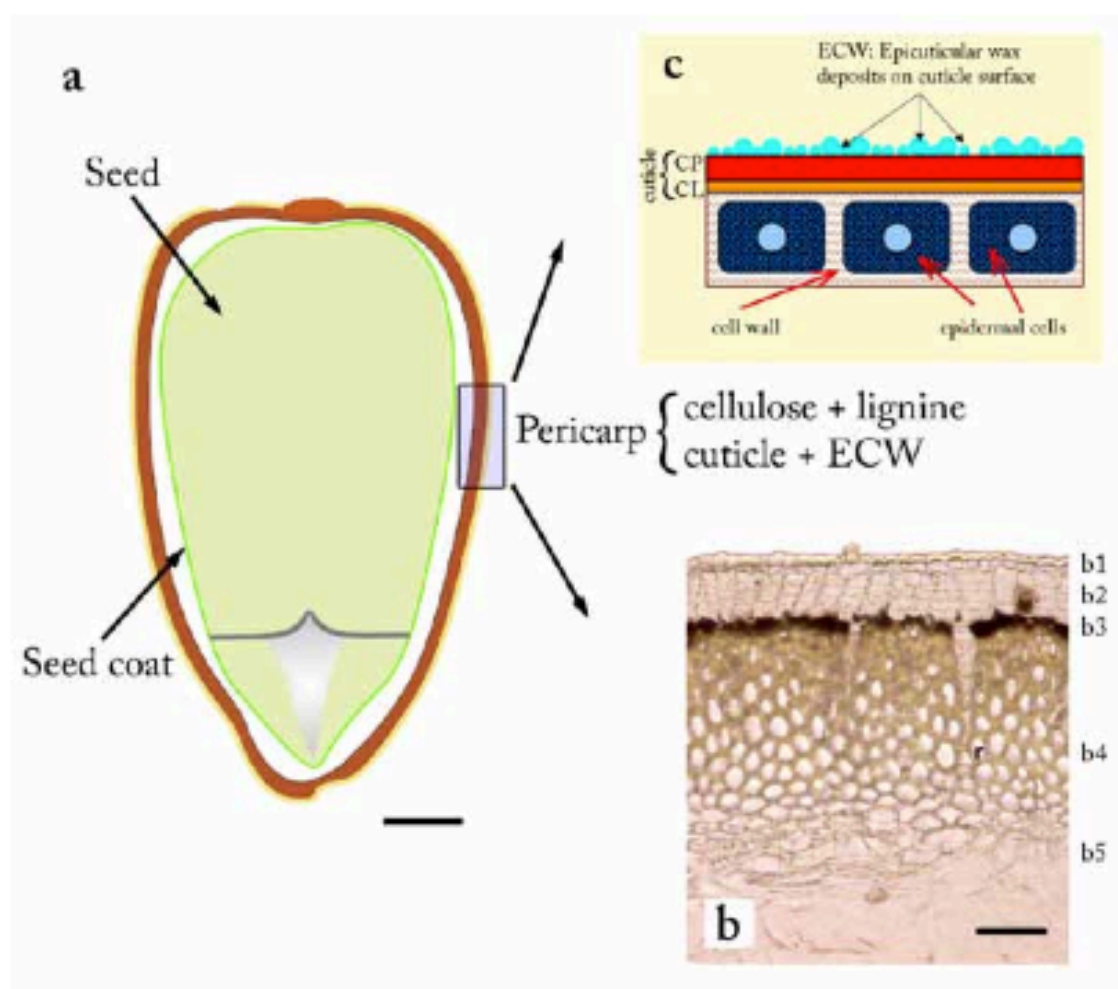 a
Seed
Seed coat
c
ECW: Epicuticular wax
deposits on cuticle surface
cuticle
CP
CL
cell wall
epidermal cells
Pericarp
cellulose + lignine
cuticle + ECW
b1
b2
b3
r
b4
b5
b